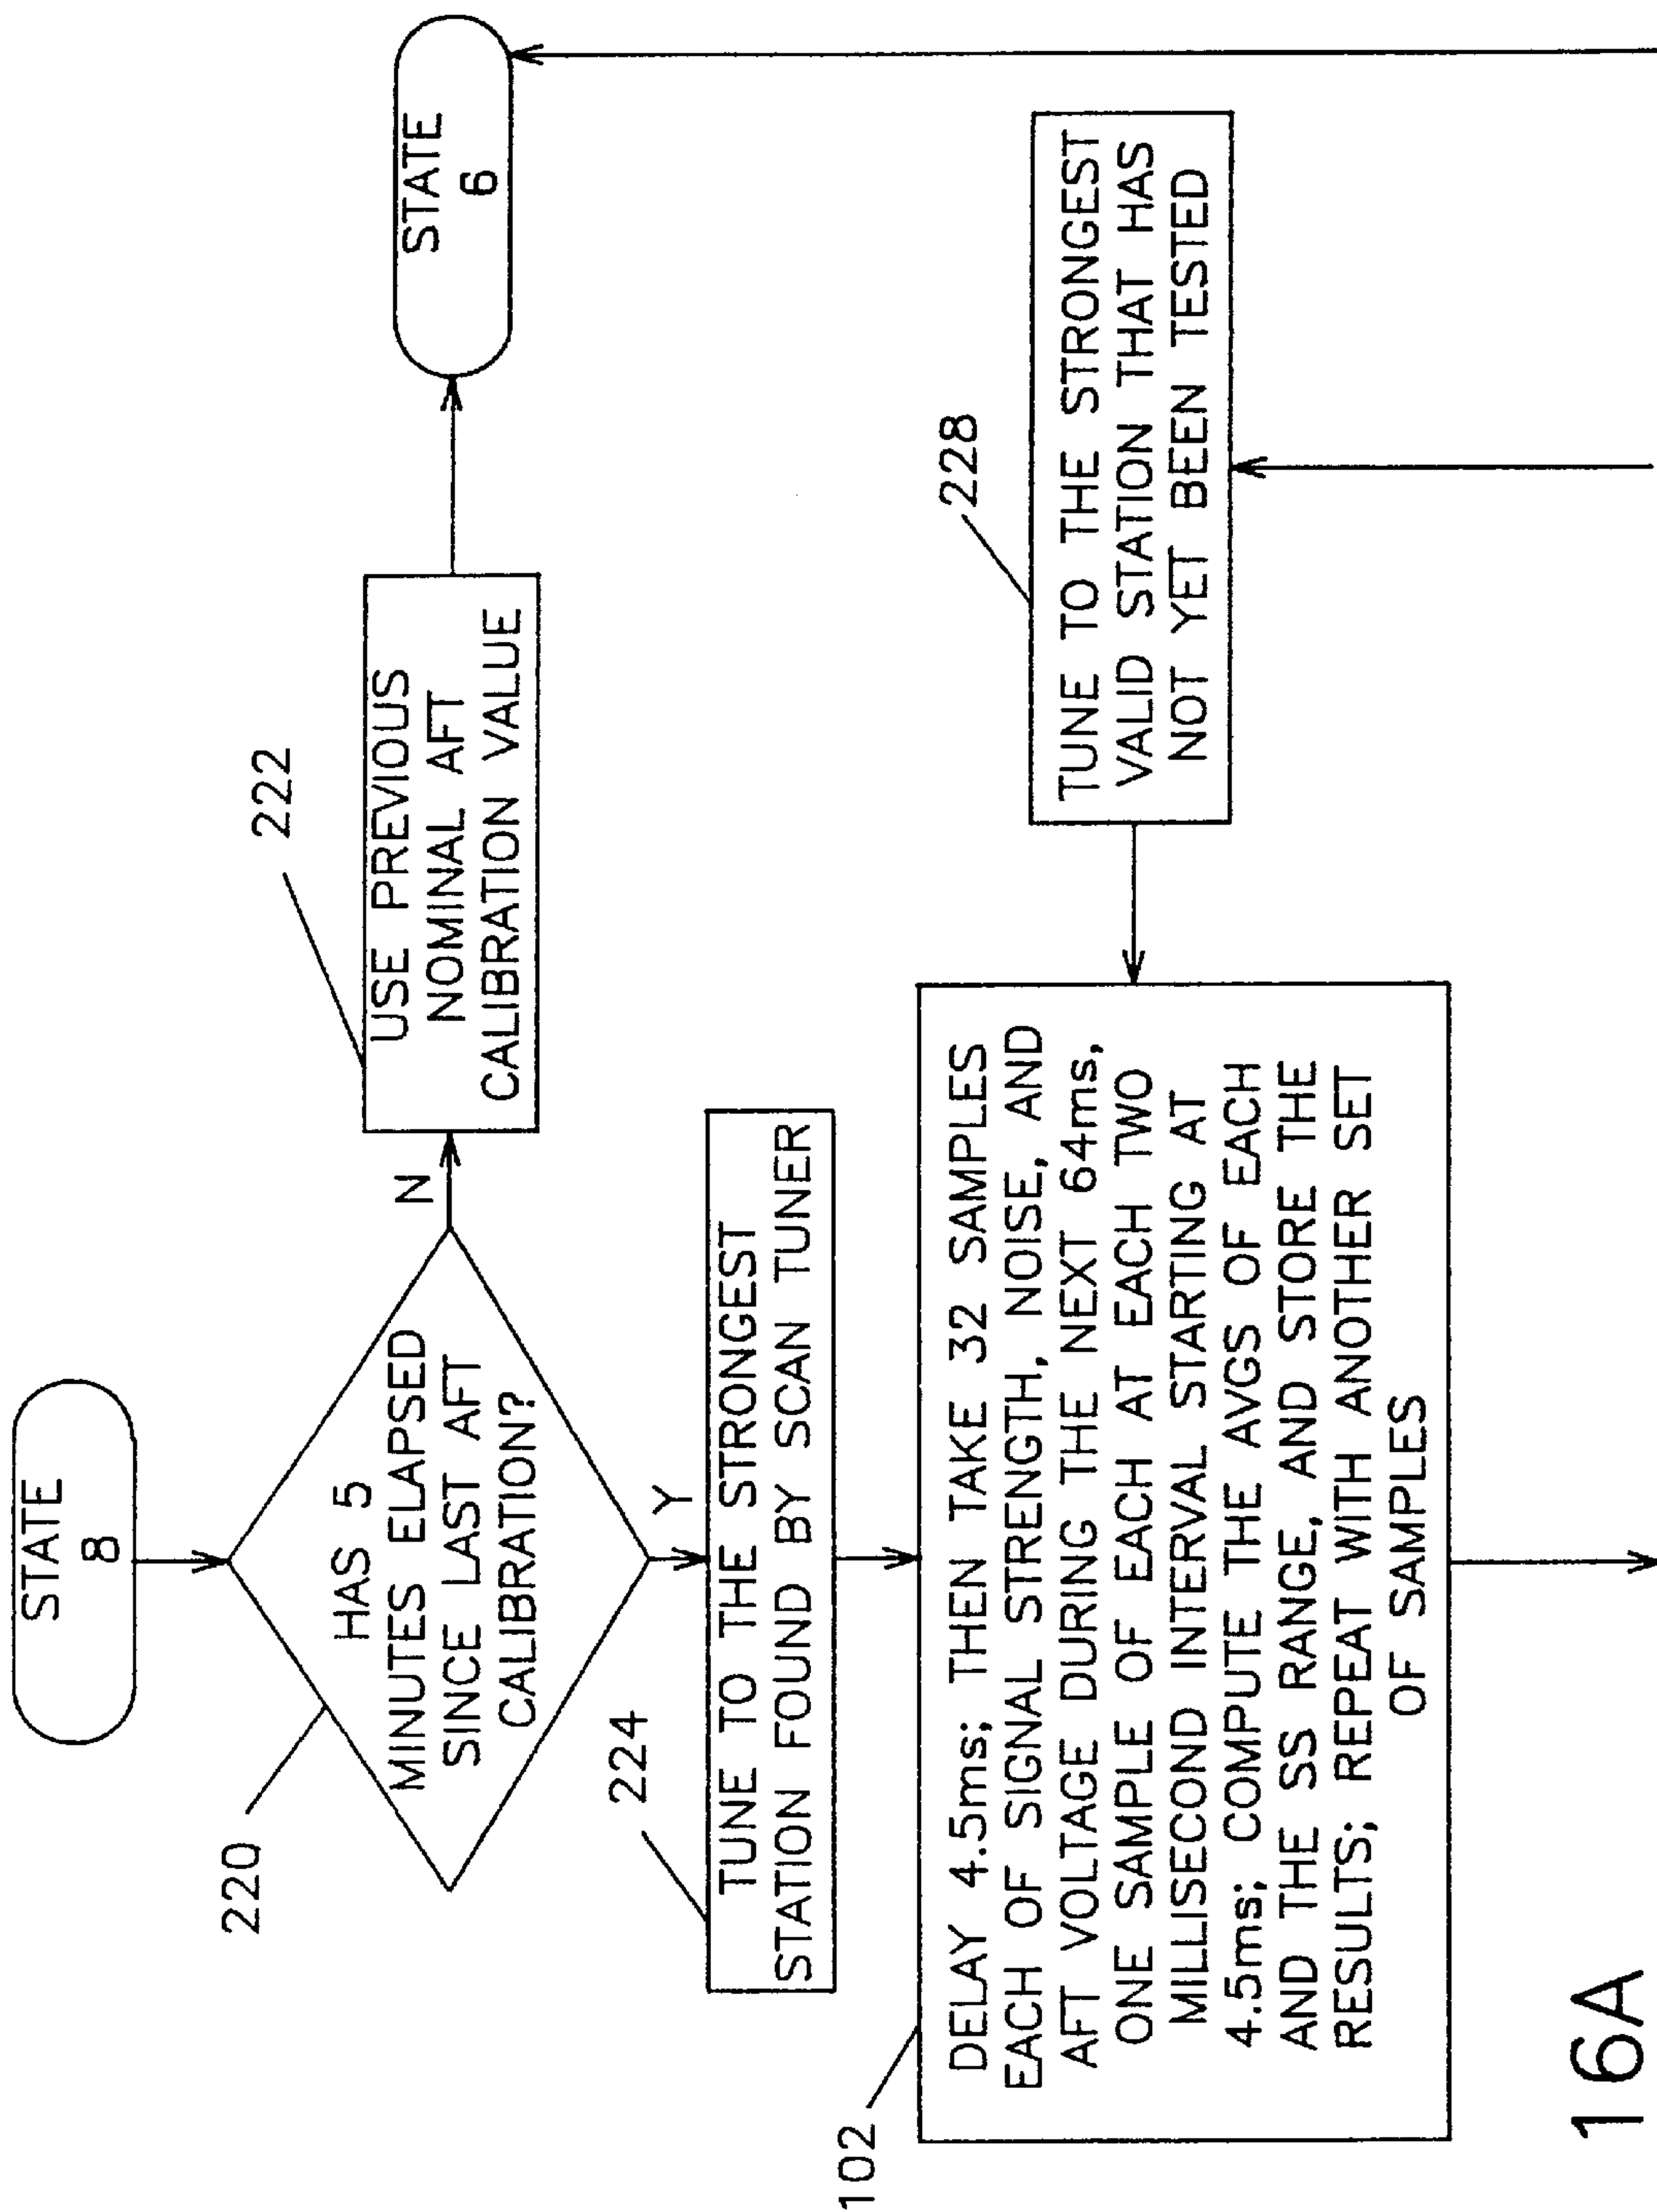 STATE
8
220
HAS 5
MINUTES ELAPSED
SINCE LAST AFT
CALIBRATION?
N
Y
222
USE PREVIOUS
NOMINAL AFT
CALIBRATION VALUE
STATE
6
224
TUNE TO THE STRONGEST
STATION FOUND BY SCAN TUNER
228
TUNE TO THE STRONGEST
VALID STATION THAT HAS
NOT YET BEEN TESTED
102
DELAY 4.5ms; THEN TAKE 32 SAMPLES
EACH OF SIGNAL STRENGTH, NOISE, AND
AFT VOLTAGE DURING THE NEXT 64ms,
ONE SAMPLE OF EACH AT EACH TWO
MILLISECOND INTERVAL STARTING AT
4.5ms; COMPUTE THE AVGS OF EACH
AND THE SS RANGE, AND STORE THE
RESULTS; REPEAT WITH ANOTHER SET
OF SAMPLES
16A